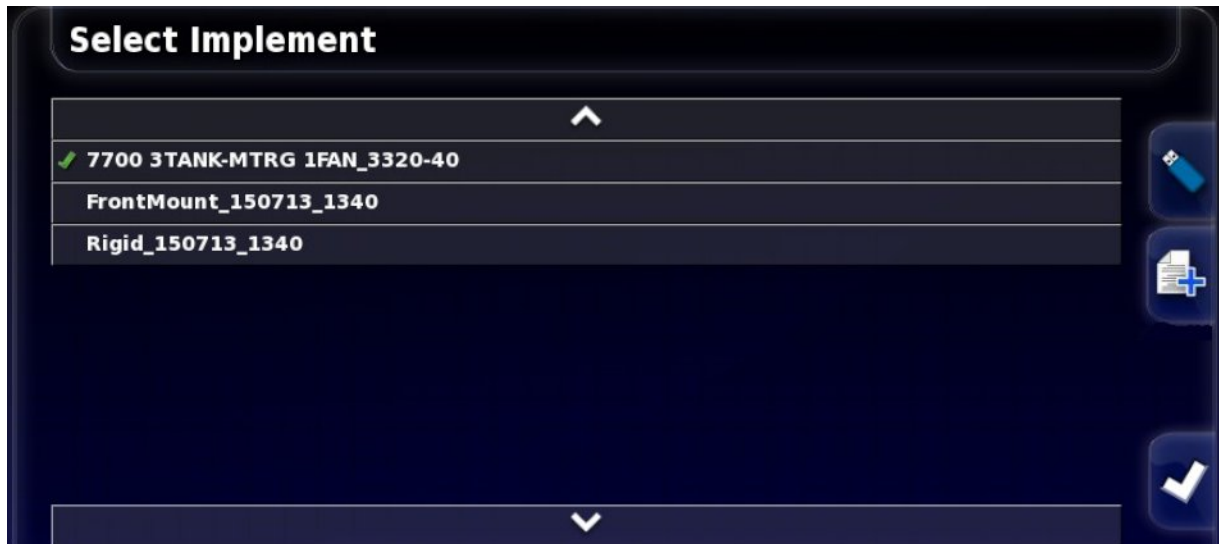 Select Implement
7700 3TANK-MTRG 1FAN_3320-40
FrontMount_150713_1340
Rigid_150713_1340